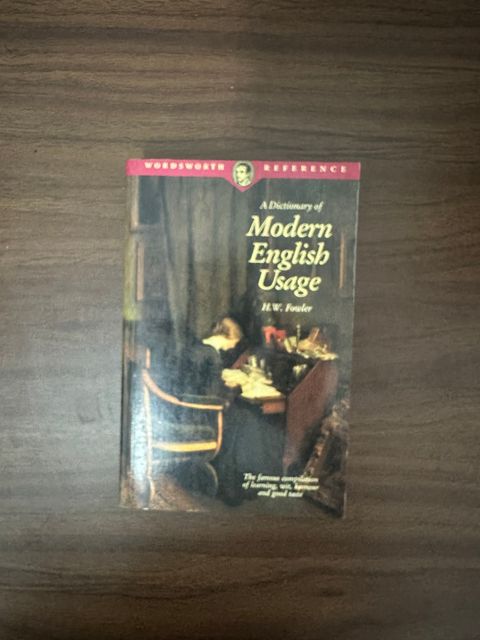 WORDSWORTH REFERENCE
A Dictionary of
Modern
English
Usage
H.W. Fowler
The famous compilation
of learning, wit, humour
and good taste